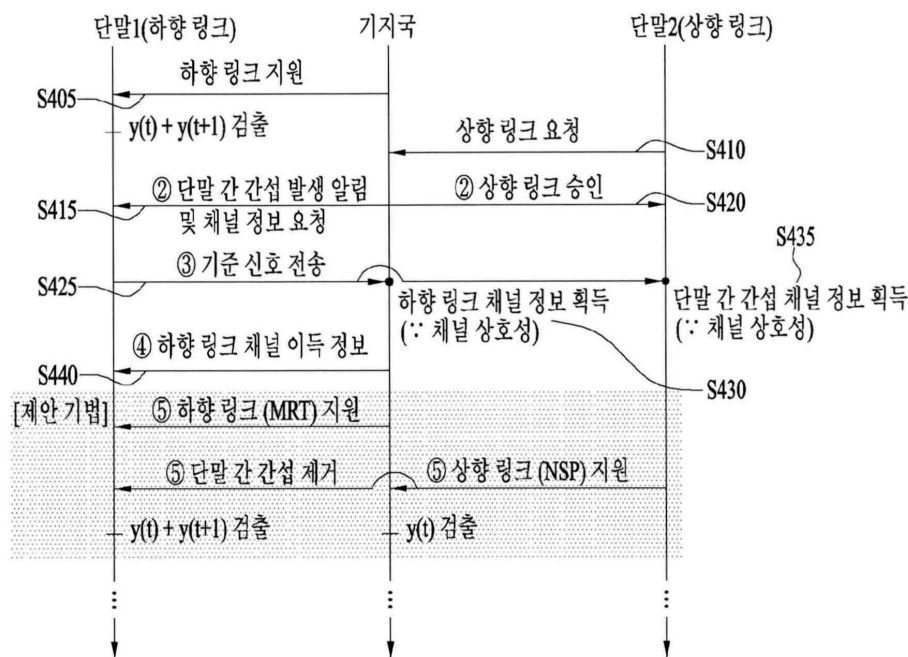 단말1(하향 링크)
기지국
단말2(상향 링크)
하향 링크 지원
S405
y(t) + y(t+1) 검출
상향 링크 요청
S410
② 단말 간 간섭 발생 알림
및 채널 정보 요청
S415
② 상향 링크 승인
S420
③ 기준 신호 전송
S425
하향 링크 채널 정보 획득
(∵ 채널 상호성)
S430
S435
단말 간 간섭 채널 정보 획득
(∵ 채널 상호성)
④ 하향 링크 채널 이득 정보
S440
[제안 기법]
⑤ 하향 링크 (MRT) 지원
⑤ 단말 간 간섭 제거
⑤ 상향 링크 (NSP) 지원
y(t) + y(t+1) 검출
y(t) 검출